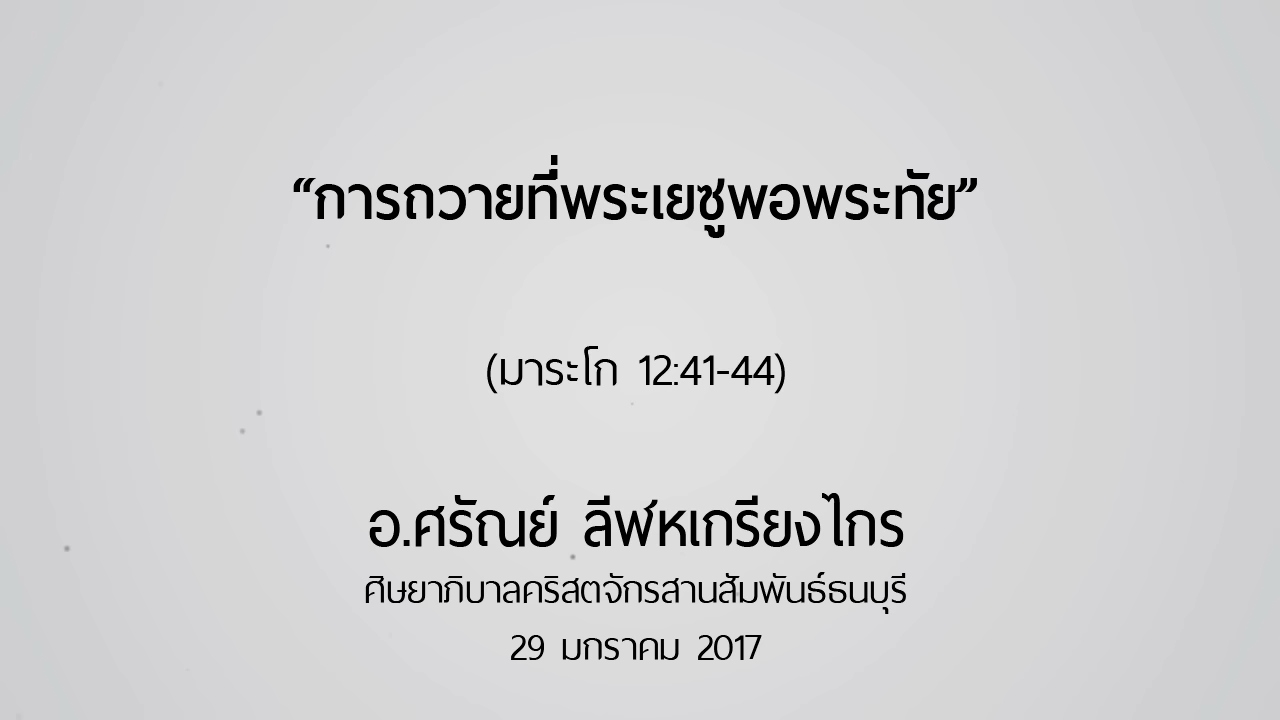 “การถวายที่พระเยซูพอพระทัย”
(มาระโก 12:41-44)
อ.ศรัณย์ ลีฬหเกรียงไกร
ศิษยาภิบาลคริสตจักรสานสัมพันธ์ธนบุรี
29 มกราคม 2017